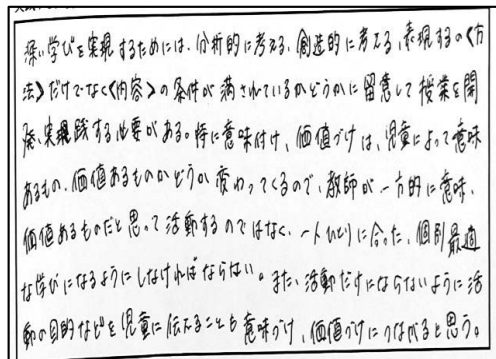 深い学びを実現するためには、分析的に考える、創造的に考える、表現するの《方
法》だけでなく《内容》の条件が満されているかどうかに留意して授業を開
発、実践する必要がある。特に意味付け、価値づけは、児童によって意味
あるもの、価値あるものかどうか変わってくるので、教師が一方的に意味、
価値あるものだと思って活動するのではなく、一人ひとりに合った、個別最適
な学びになるようにしなければならない。また、活動だけにならないように活
動の目的などを児童に伝えることも意味づけ、価値づけにつながると思う。